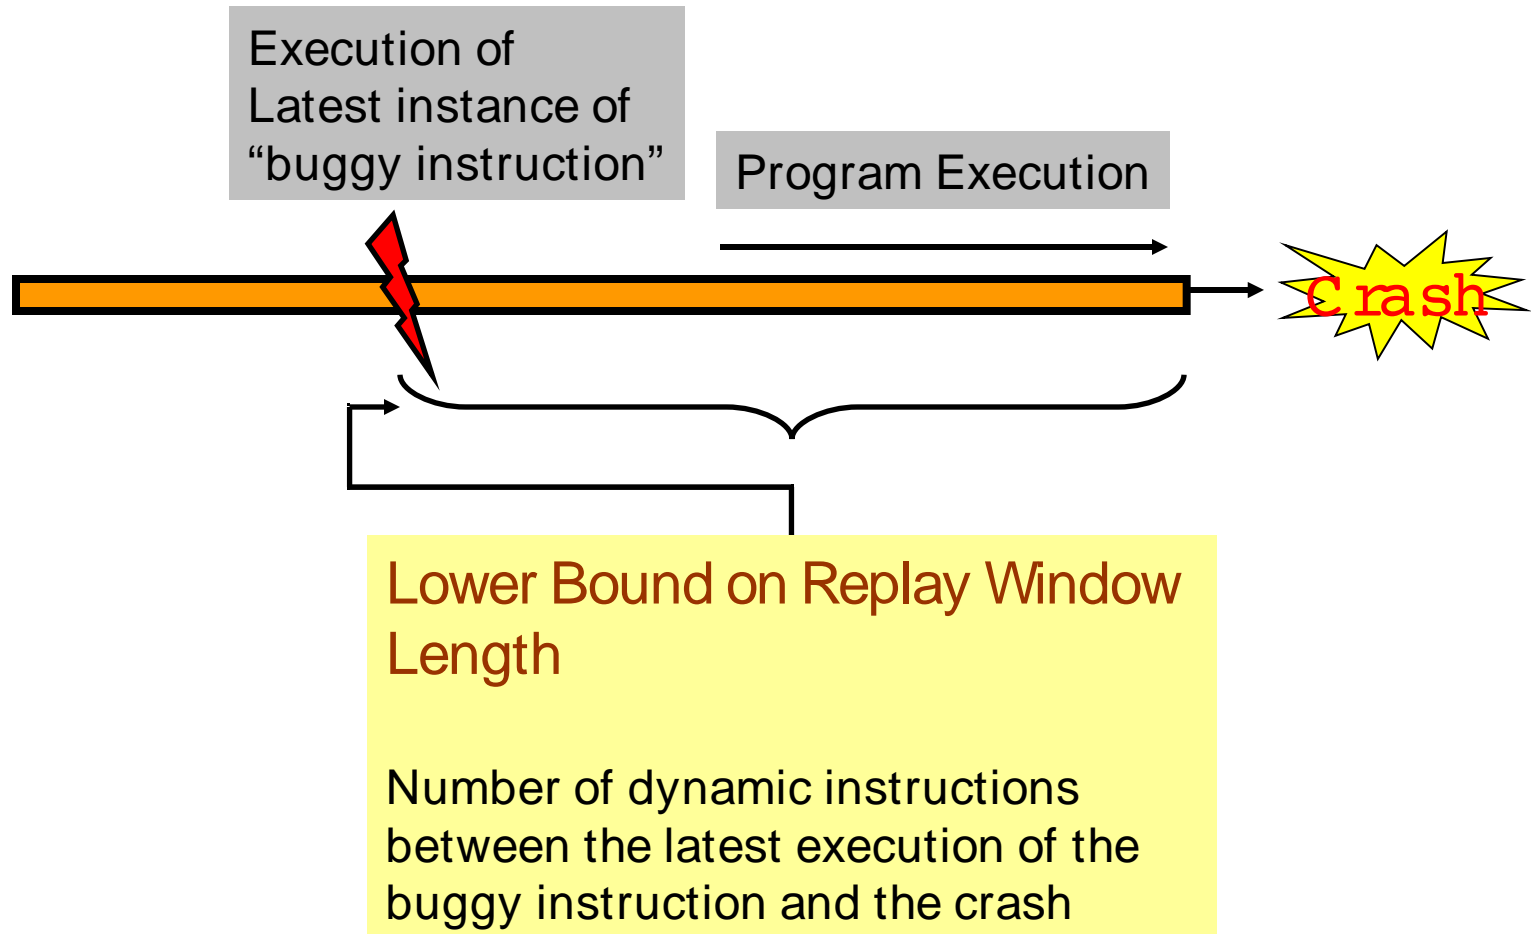 Execution of
Latest instance of
“buggy instruction”
Program Execution
Crash
Lower Bound on Replay Window
Length
Number of dynamic instructions
between the latest execution of the
buggy instruction and the crash